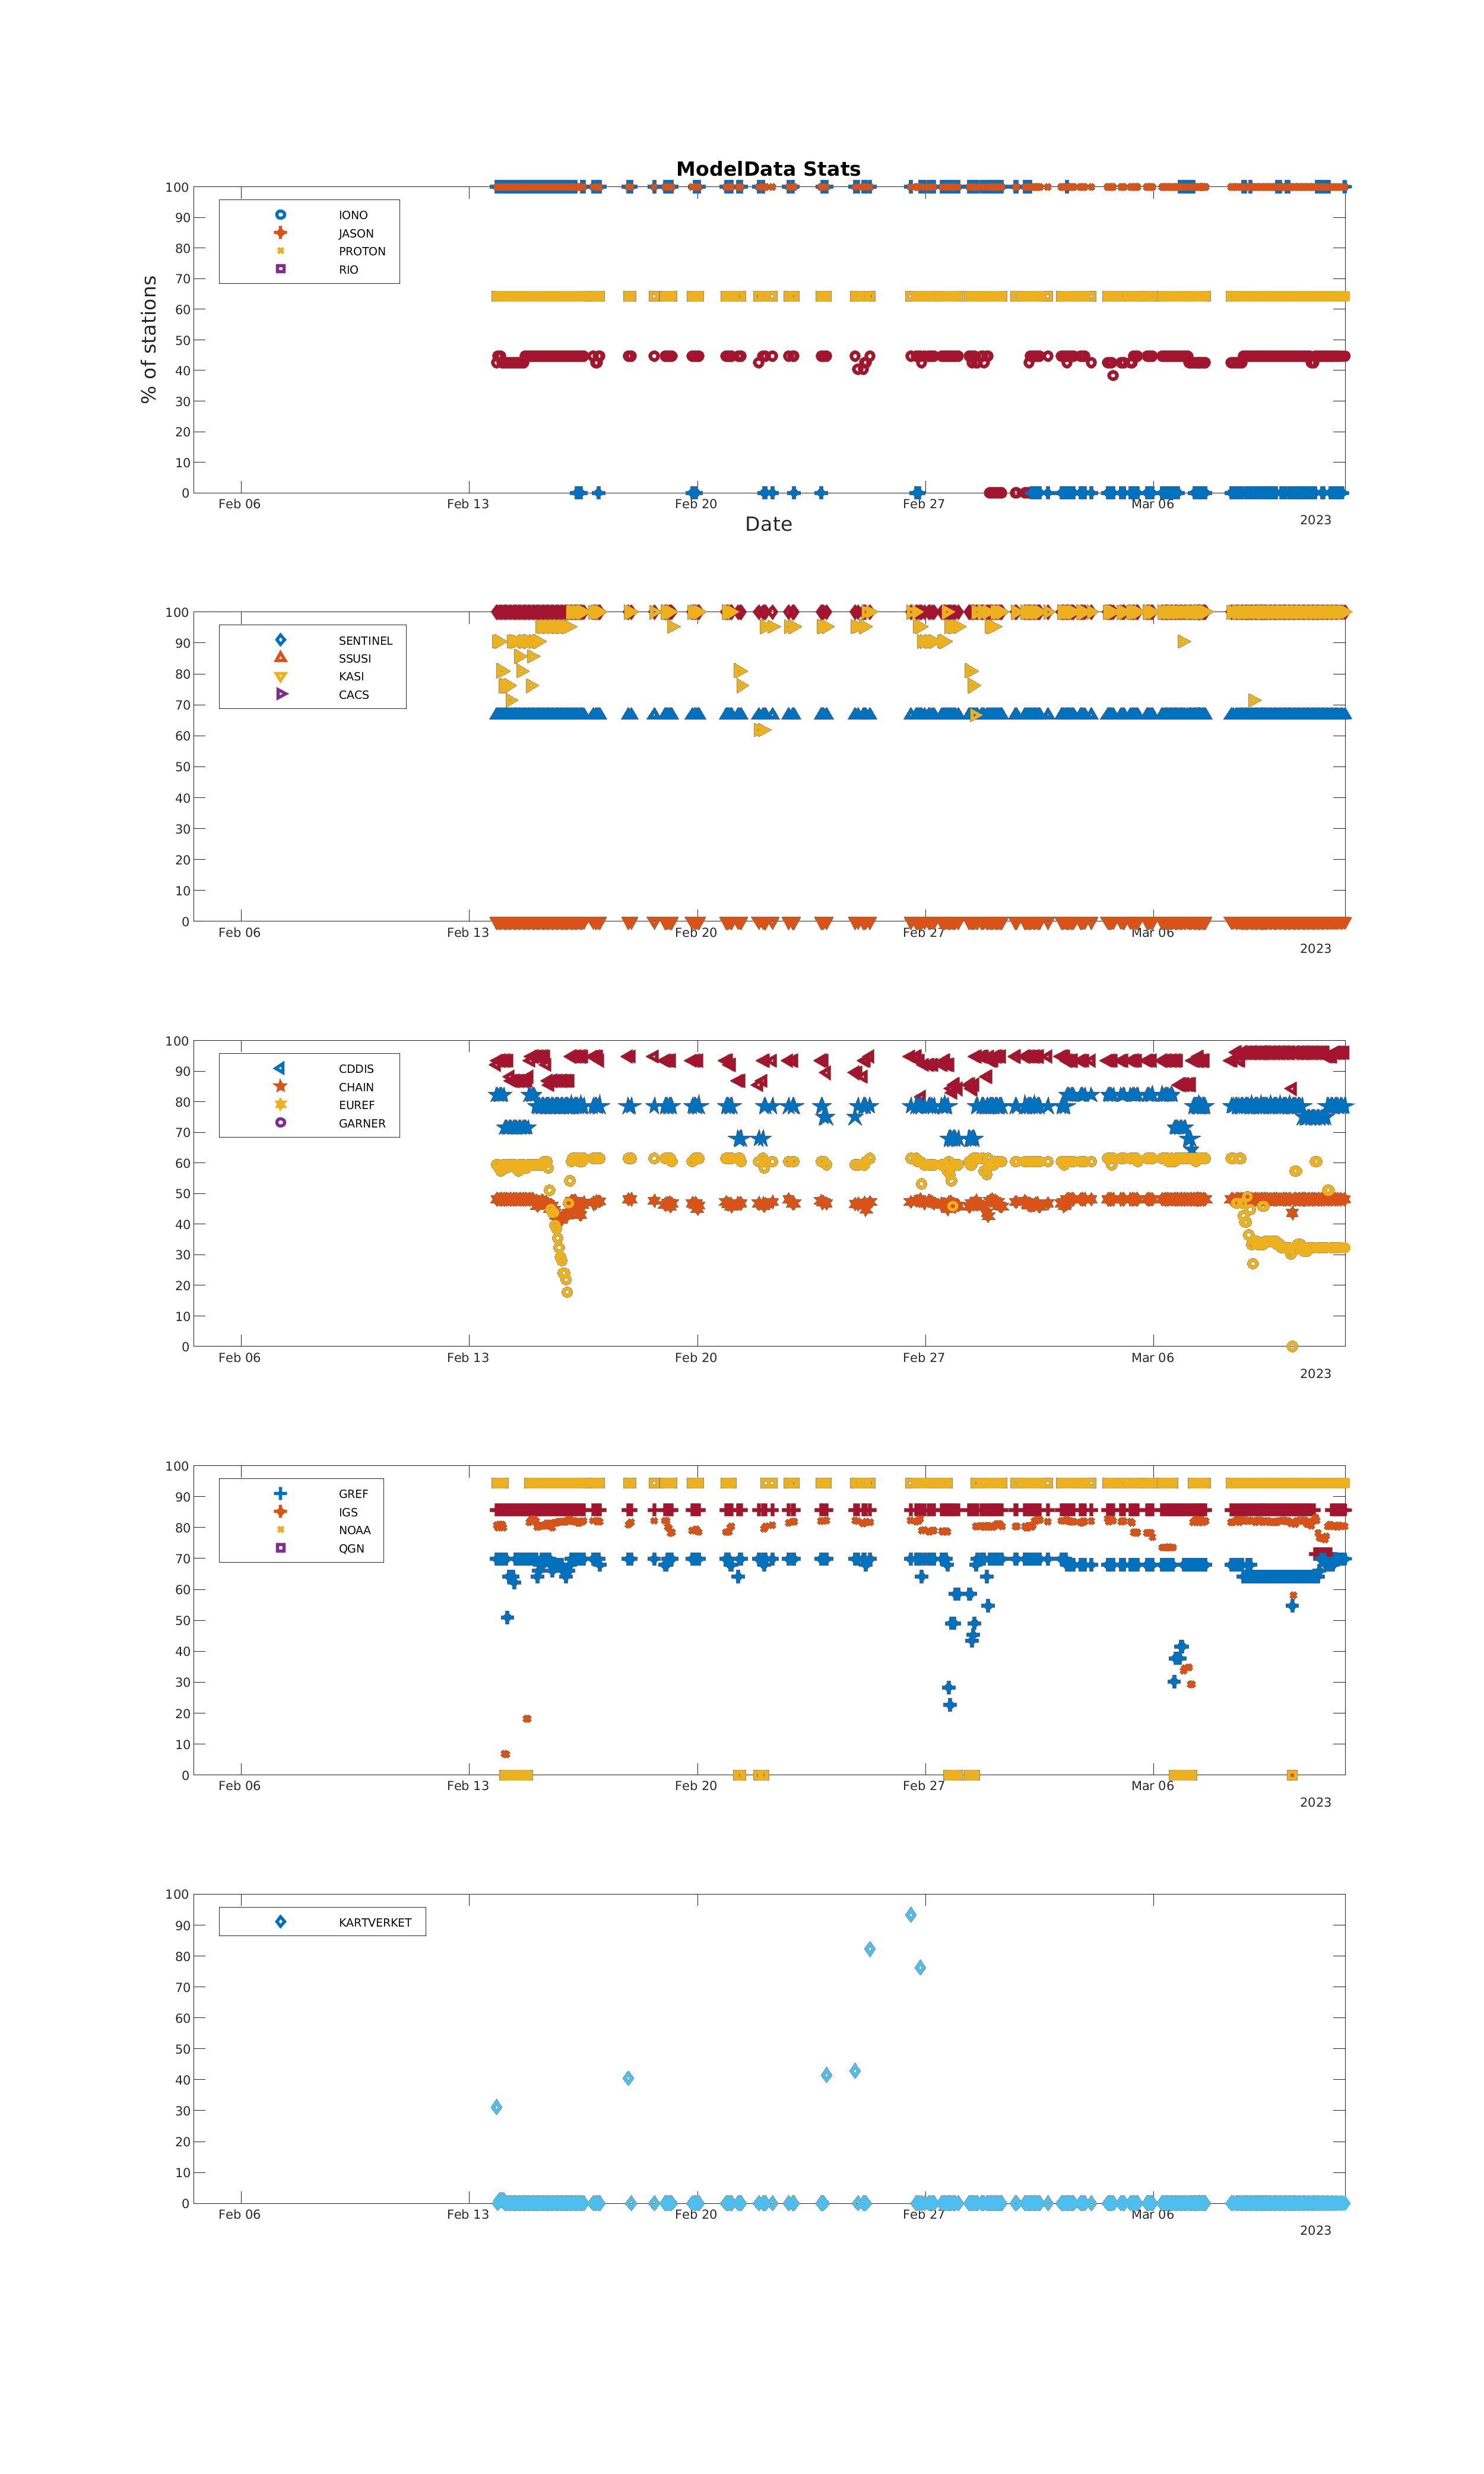 ModelData Stats
100
90
80
70
60
50
40
30
20
10
0
% of stations
IONO
JASON
PROTON
RIO
Feb 06
Feb 13
Feb 20
Feb 27
Mar 06
2023
Date
100
90
80
70
60
50
40
30
20
10
0
SENTINEL
SSUSI
KASI
CACS
Feb 06
Feb 13
Feb 20
Feb 27
Mar 06
2023
100
90
80
70
60
50
40
30
20
10
0
CDDIS
CHAIN
EUREF
GARNER
Feb 06
Feb 13
Feb 20
Feb 27
Mar 06
2023
100
90
80
70
60
50
40
30
20
10
0
GREF
IGS
NOAA
QGN
Feb 06
Feb 13
Feb 20
Feb 27
Mar 06
2023
100
90
80
70
60
50
40
30
20
10
0
KARTVERKET
Feb 06
Feb 13
Feb 20
Feb 27
Mar 06
2023